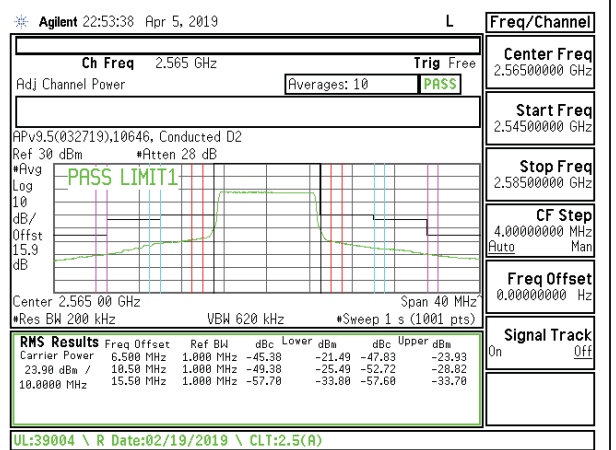 Agilent 22:53:38 Apr 5, 2019 L
Freq/Channel
Ch Freq 2.565 GHz Trig Free
Adj Channel Power Averages: 10 PASS
APv9.5(032719),10646, Conducted D2
Ref 30 dBm #Atten 28 dB
#Avg
Log
10
dB/
Offst
15.9
dB
PASS LIMIT1
Center 2.565 00 GHz Span 40 MHz^
#Res BW 200 kHz VBW 620 kHz #Sweep 1 s (1001 pts)
RMS Results Freq Offset Ref BW dBc Lower dBm dBc Upper dBm
Carrier Power 6.500 MHz 1.000 MHz -45.38 -21.49 -47.83 -23.93
23.90 dBm / 10.50 MHz 1.000 MHz -49.38 -25.49 -52.72 -28.82
10.0000 MHz 15.50 MHz 1.000 MHz -57.70 -33.80 -57.60 -33.70
UL:39004 \ R Date:02/19/2019 \ CLT:2.5(A)
Center Freq
2.56500000 GHz
Start Freq
2.54500000 GHz
Stop Freq
2.58500000 GHz
CF Step
4.00000000 MHz
Auto Man
Freq Offset
0.00000000 Hz
Signal Track
On Off